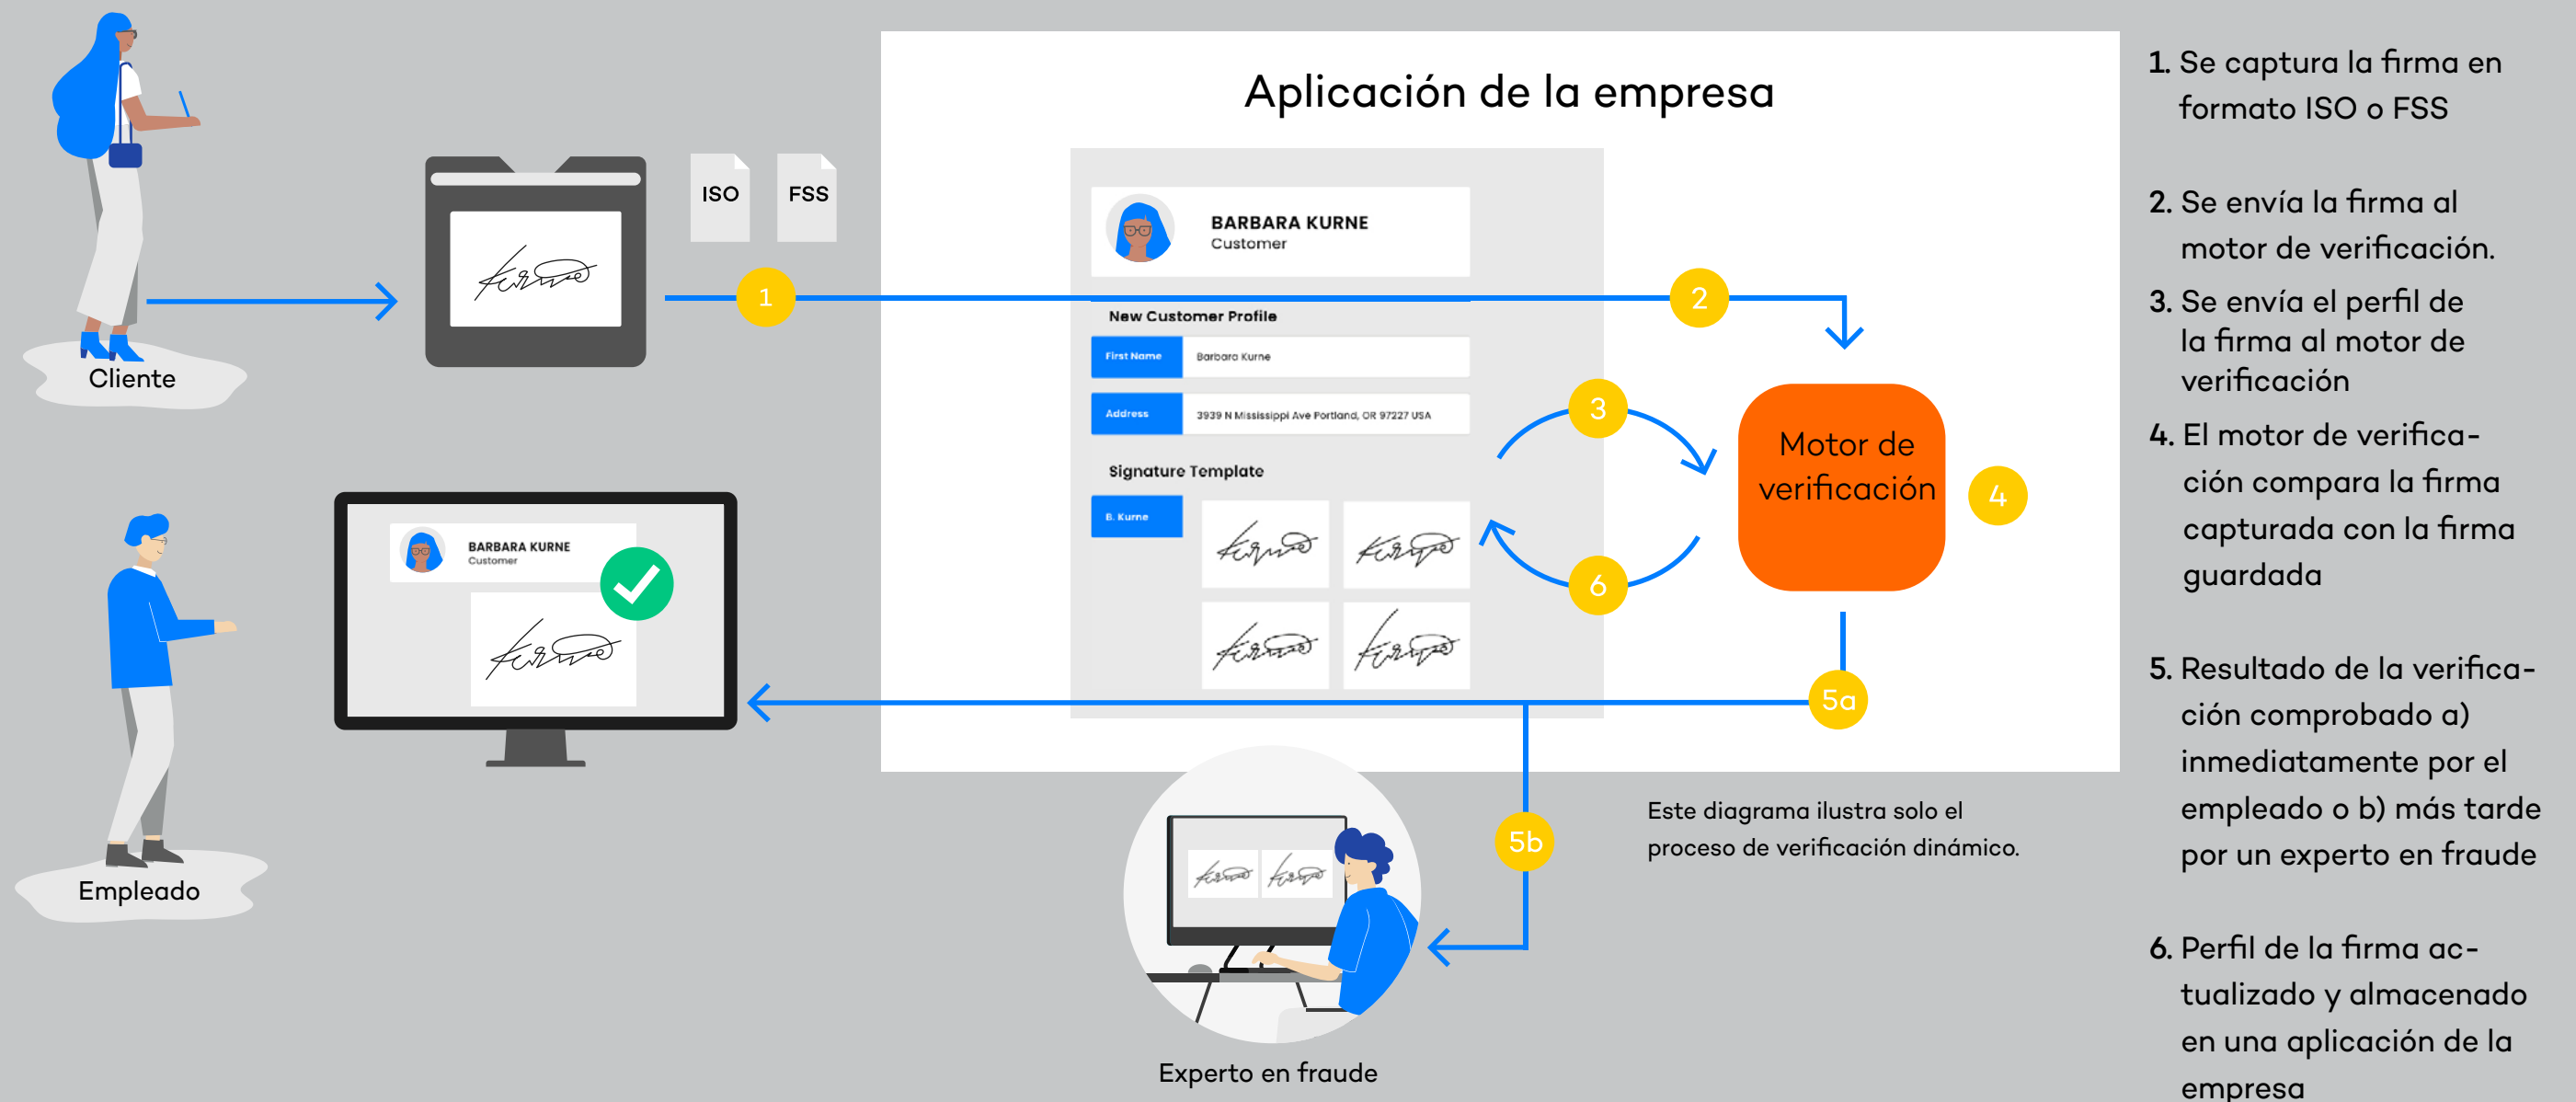 Aplicación de la empresa
ISO
FSS
1
2
BARBARA KURNE
Customer
New Customer Profile
First Name
Barbara Kurne
Address
3939 N Mississippi Ave Portland, OR 97227 USA
Signature Template
B. Kurne
3
6
Motor de
verificación
4
5a
5b
Cliente
BARBARA KURNE
Customer
Empleado
Experto en fraude
Este diagrama ilustra solo el
proceso de verificación dinámico.
1. Se captura la firma en
formato ISO o FSS
2. Se envía la firma al
motor de verificación.
3. Se envía el perfil de
la firma al motor de
verificación
4. El motor de verifica-
ción compara la firma
capturada con la firma
guardada
5. Resultado de la verifica-
ción comprobado a)
inmediatamente por el
empleado o b) más tarde
por un experto en fraude
6. Perfil de la firma ac-
tualizado y almacenado
en una aplicación de la
empresa